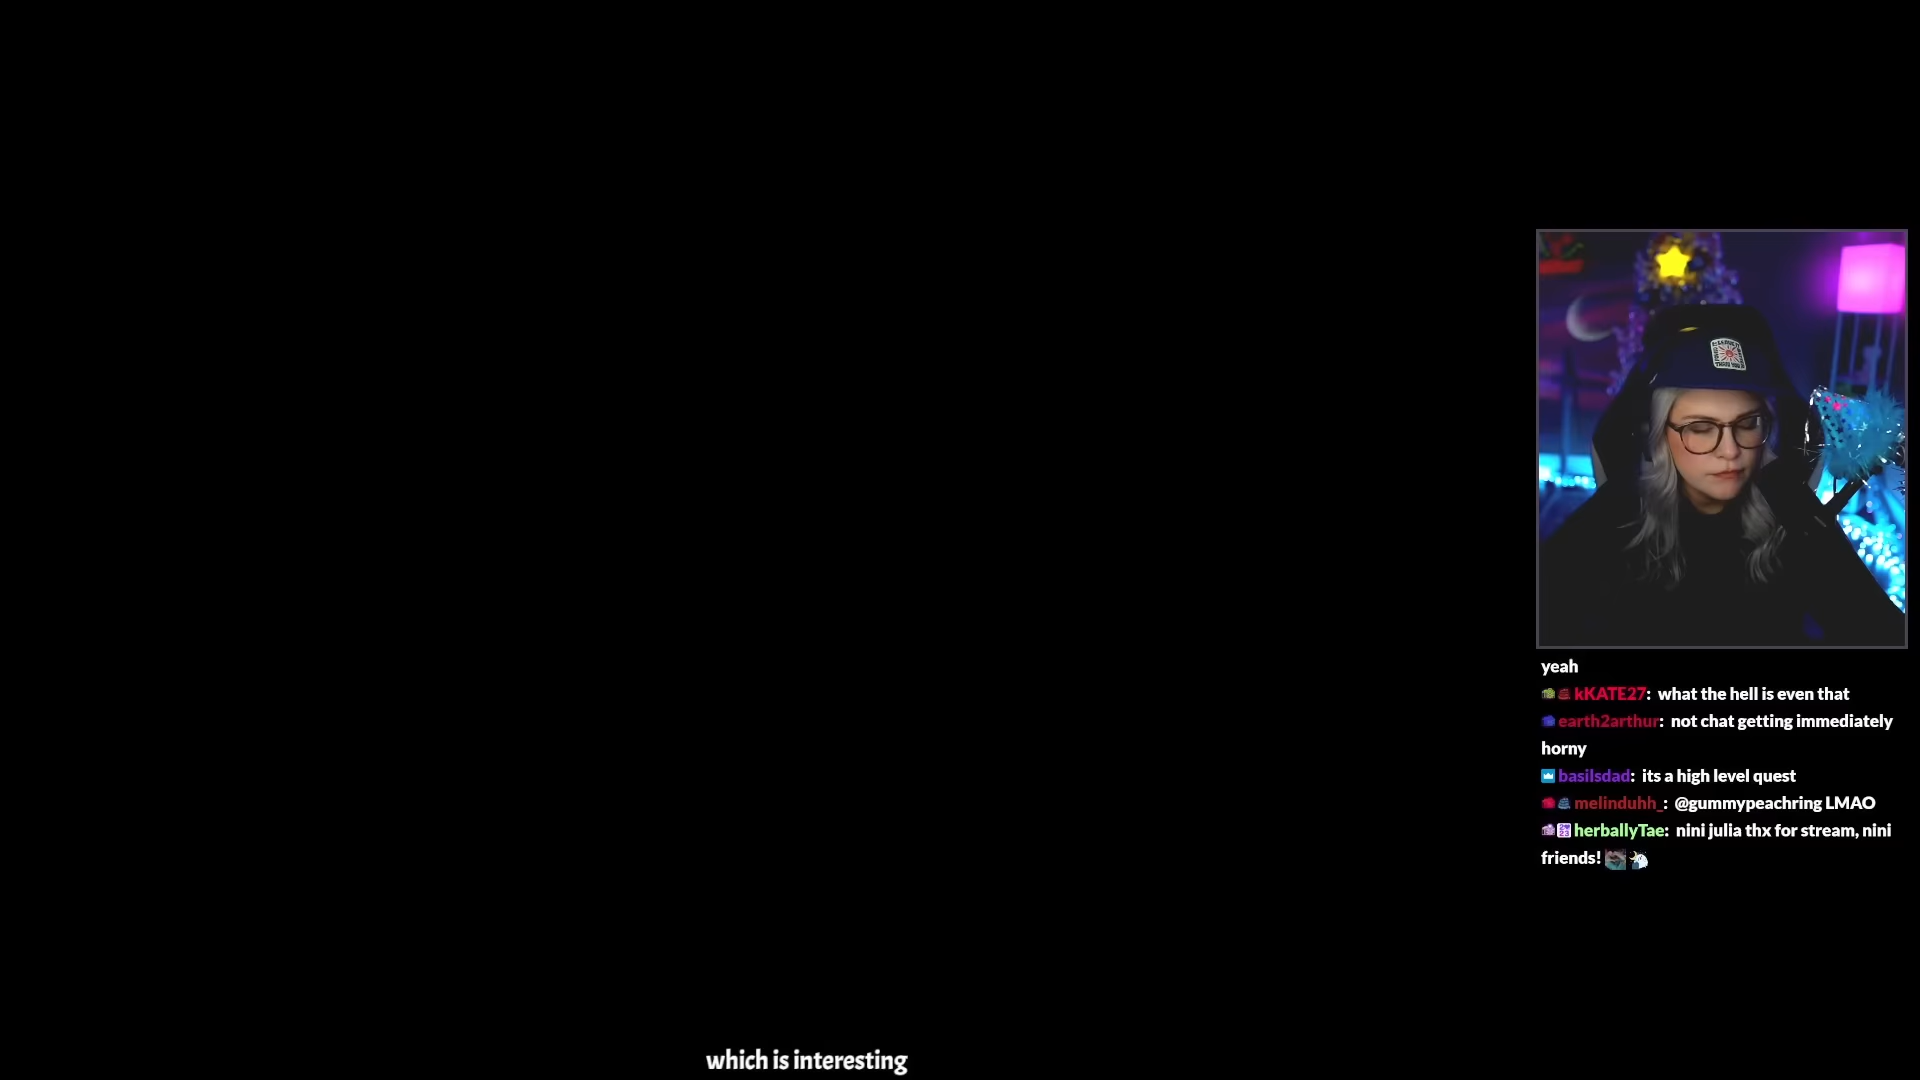 yeah
kKATE27: what the hell is even that
earth2arthur: not chat getting immediately
horny
basilsdad: its a high level quest
melinduhh_: @gummypeachring LMAO
herballyTae: nini julia thx for stream, nini
friends!
which is interesting